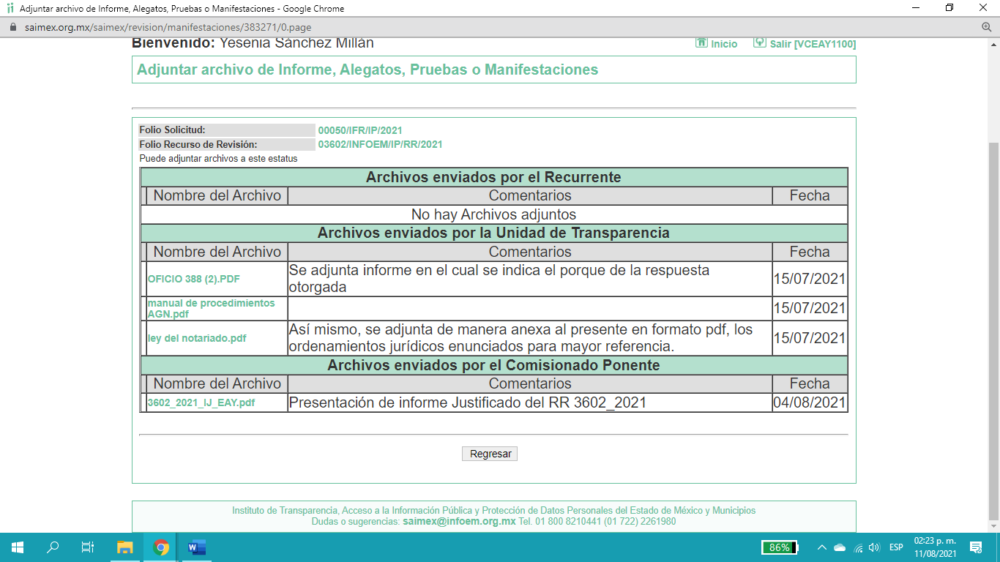 Adjuntar archivo de Informe, Alegatos, Pruebas o Manifestaciones - Google Chrome
saimex.org.mx/saimex/revision/manifestaciones/383271/0.page
Bienvenido: Yesenia Sánchez Millán
Inicio
Salir [VCEAY1100]
Adjuntar archivo de Informe, Alegatos, Pruebas o Manifestaciones
Folio Solicitud: 00050/IFR/IP/2021
Folio Recurso de Revisión: 03602/INFOEM/IP/RR/2021
Puede adjuntar archivos a este estatus
Archivos enviados por el Recurrente
Nombre del Archivo Comentarios Fecha
No hay Archivos adjuntos
Archivos enviados por la Unidad de Transparencia
Nombre del Archivo Comentarios Fecha
OFICIO 388 (2).PDF
Se adjunta informe en el cual se indica el porque de la respuesta
otorgada
15/07/2021
manual de procedimientos
AGN.pdf
15/07/2021
ley del notariado.pdf
Así mismo, se adjunta de manera anexa al presente en formato pdf, los
ordenamientos jurídicos enunciados para mayor referencia.
15/07/2021
Archivos enviados por el Comisionado Ponente
Nombre del Archivo Comentarios Fecha
3602_2021_IJ_EAY.pdf Presentación de informe Justificado del RR 3602_2021 04/08/2021
Regresar
Instituto de Transparencia, Acceso a la Información Pública y Protección de Datos Personales del Estado de México y Municipios
Dudas o sugerencias: saimex@infoem.org.mx Tel. 01 800 8210441 (01 722) 2261980
86%
ESP
02:23 p. m.
11/08/2021